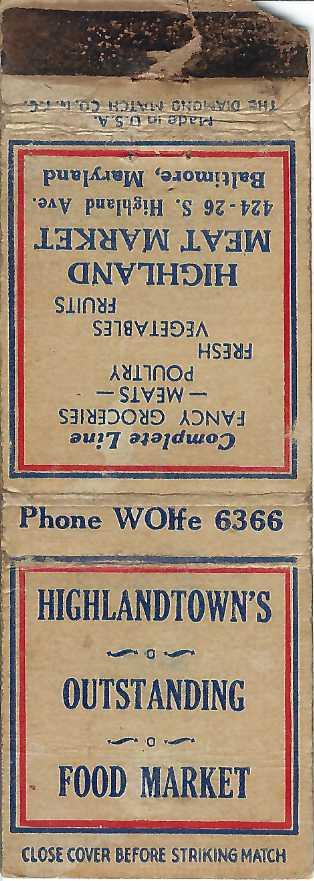 Phone WOlfe 6366
HIGHLANDTOWN'S
OUTSTANDING
FOOD MARKET
CLOSE COVER BEFORE STRIKING MATCH
Complete Line
FANCY GROCERIES
— MEATS —
POULTRY
FRESH
VEGETABLES
FRUITS
HIGHLAND
MEAT MARKET
424-26 S. Highland Ave.
Baltimore, Maryland
Made in U.S.A.
THE DIAMOND MATCH CO. N.Y.C.